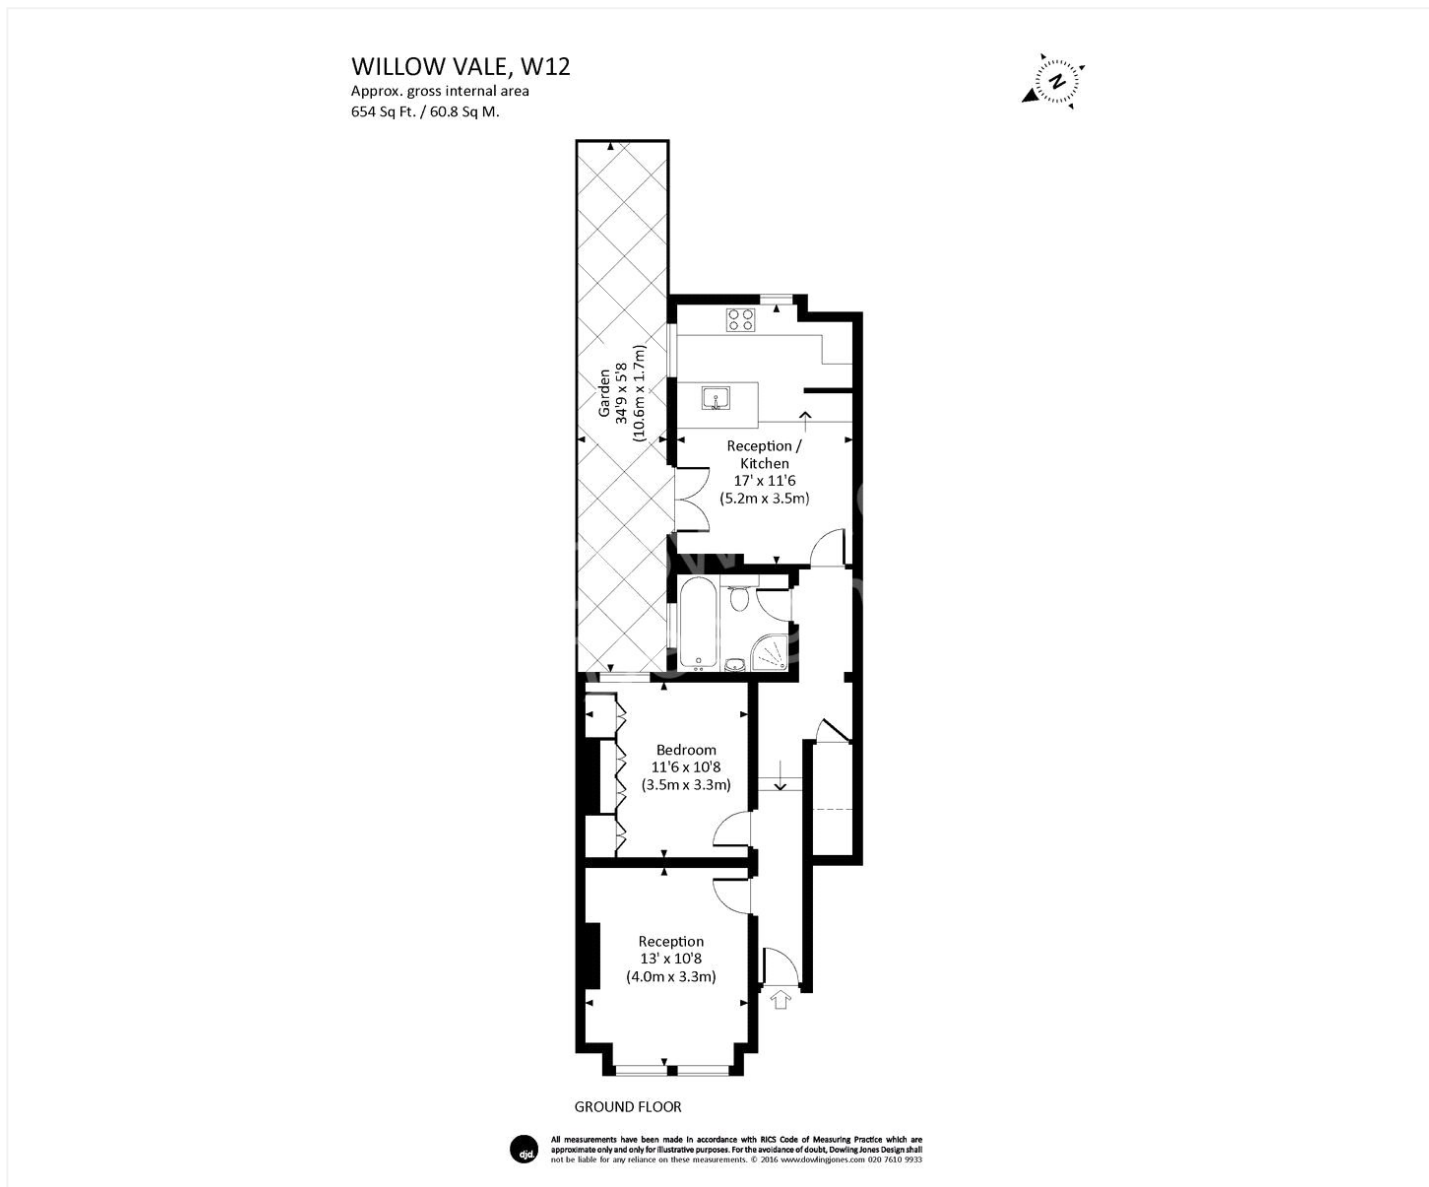 WILLOW VALE, W12
Approx. gross internal area
654 Sq Ft. / 60.8 Sq M.
N
Garden
34'9 x 5'8
(10.6m x 1.7m)
Reception /
Kitchen
17' x 11'6
(5.2m x 3.5m)
Bedroom
11'6 x 10'8
(3.5m x 3.3m)
Reception
13' x 10'8
(4.0m x 3.3m)
GROUND FLOOR
djd.
All measurements have been made in accordance with RICS Code of Measuring Practice which are
approximate only and only for illustrative purposes. For the avoidance of doubt, Dowling Jones Design shall
not be liable for any reliance on these measurements. © 2016 www.dowlingjones.com 020 7610 9933